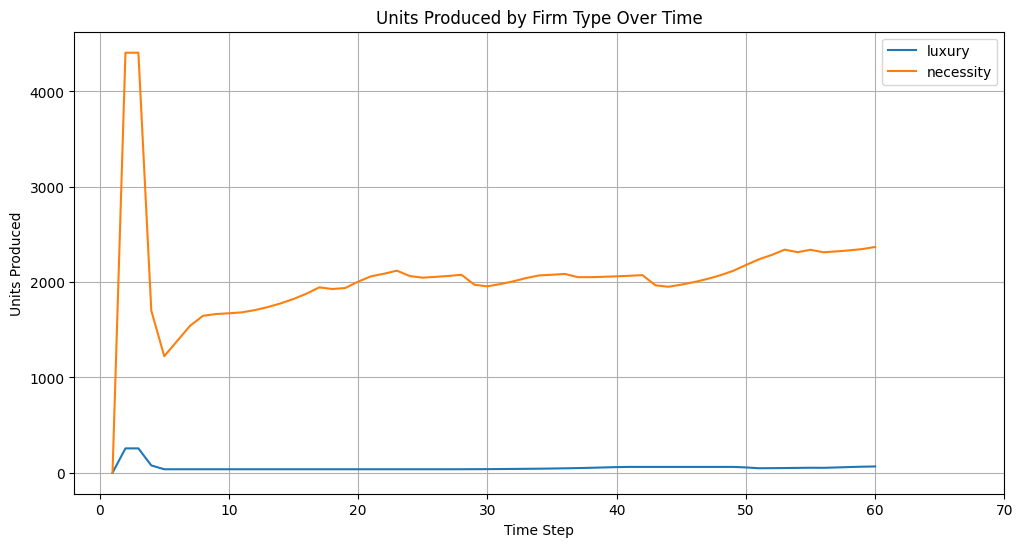 Units Produced by Firm Type Over Time
luxury
necessity
Units Produced
4000
3000
2000
1000
0
0 10 20 30 40 50 60 70
Time Step